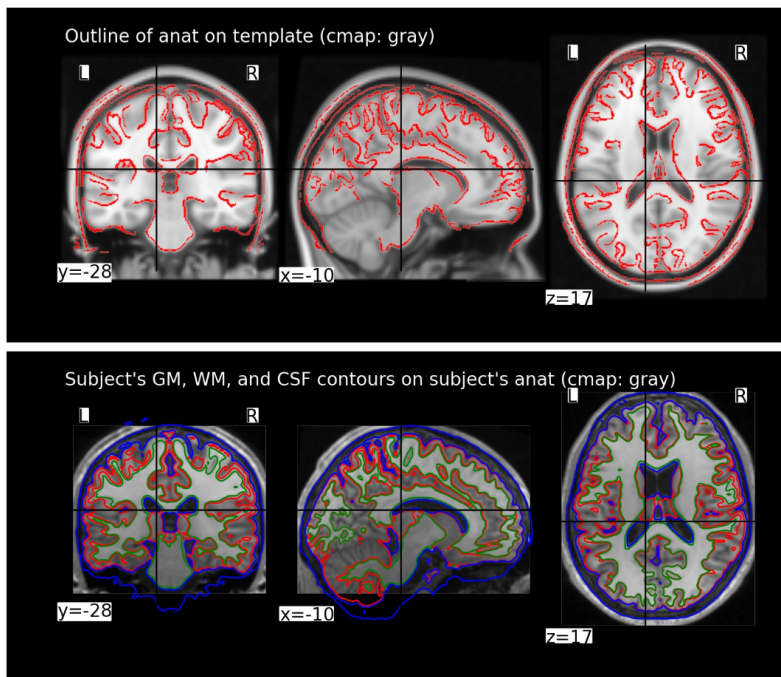 Outline of anat on template (cmap: gray)
L R L R
y=-28 x=-10 z=17
Subject's GM, WM, and CSF contours on subject's anat (cmap: gray)
L R L R
y=-28 x=-10 z=17